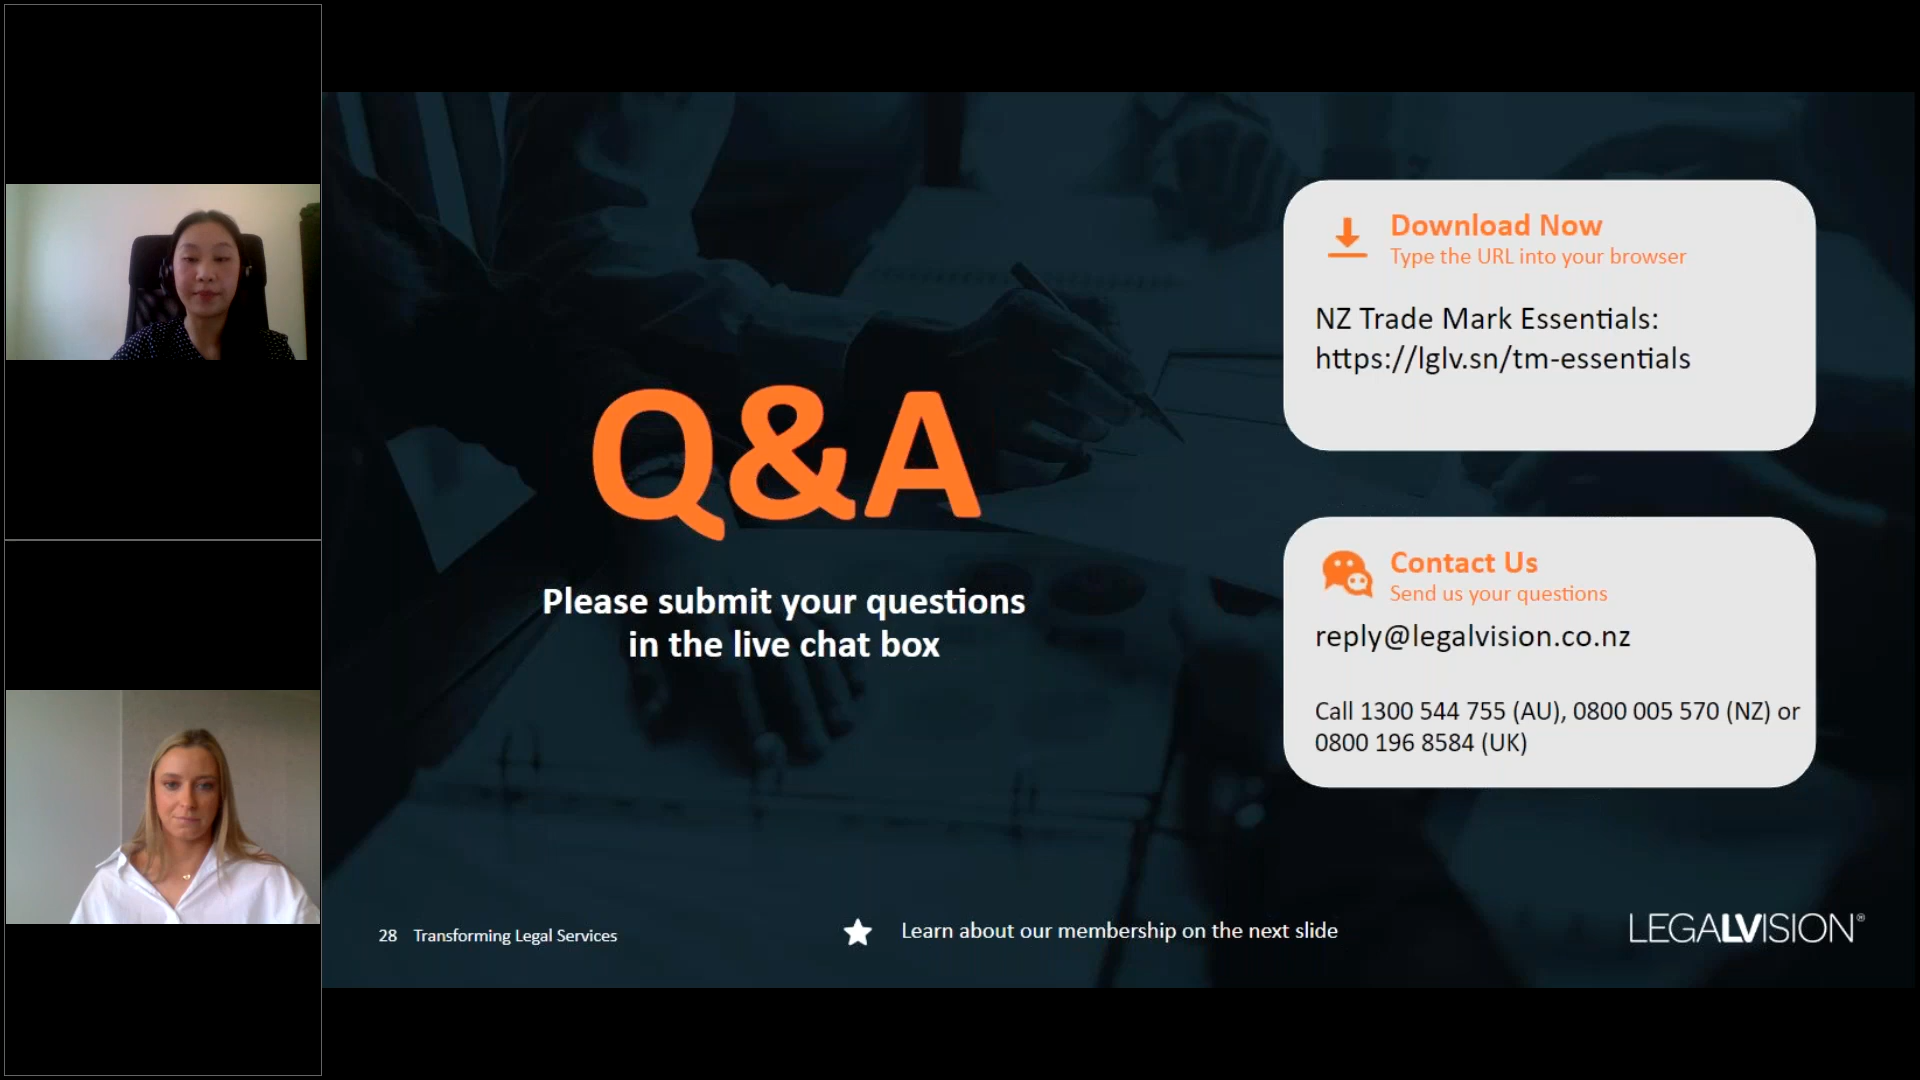 Q&A
Please submit your questions
in the live chat box
Download Now
Type the URL into your browser
NZ Trade Mark Essentials:
https://lglv.sn/tm-essentials
Contact Us
Send us your questions
reply@legalvision.co.nz
Call 1300 544 755 (AU), 0800 005 570 (NZ) or
0800 196 8584 (UK)
28 Transforming Legal Services
Learn about our membership on the next slide
LEGALVISION®